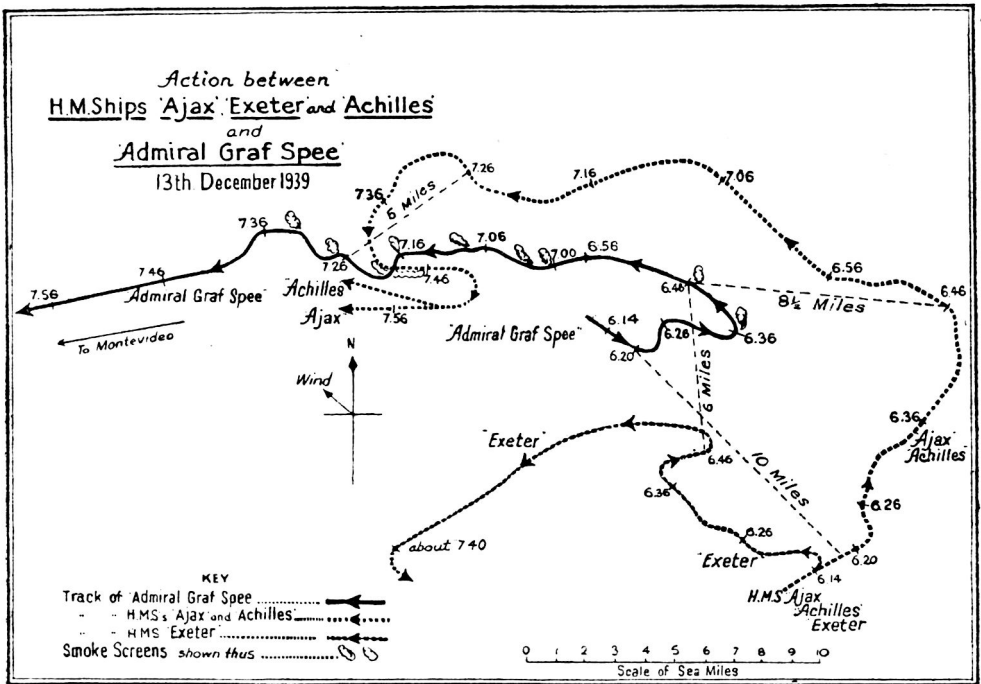 Action between
H.M.Ships 'Ajax' 'Exeter' and 'Achilles'
and
'Admiral Graf Spee'
13th December 1939
7.26
7.36
6 Miles
7.16
7.06
7.36
7.26
7.16
7.06
7.00
6.56
6.56
7.46
7.56
'Admiral Graf Spee'
To Montevideo
'Achilles'
7.46
'Ajax'
7.56
6.46
8½ Miles
6.46
'Admiral Graf Spee'
6.14
6.20
6.26
6.36
N
Wind
6 Miles
10 Miles
'Exeter'
6.46
6.36
6.36
'Ajax'
'Achilles'
6.26
6.26
'Exeter'
6.20
6.14
about 7.40
H.M.S 'Ajax'
'Achilles'
'Exeter'
KEY
Track of 'Admiral Graf Spee'
" " H.M.S's 'Ajax' and 'Achilles'
" " H.M.S 'Exeter'
Smoke Screens shown thus
0 1 2 3 4 5 6 7 8 9 10
Scale of Sea Miles